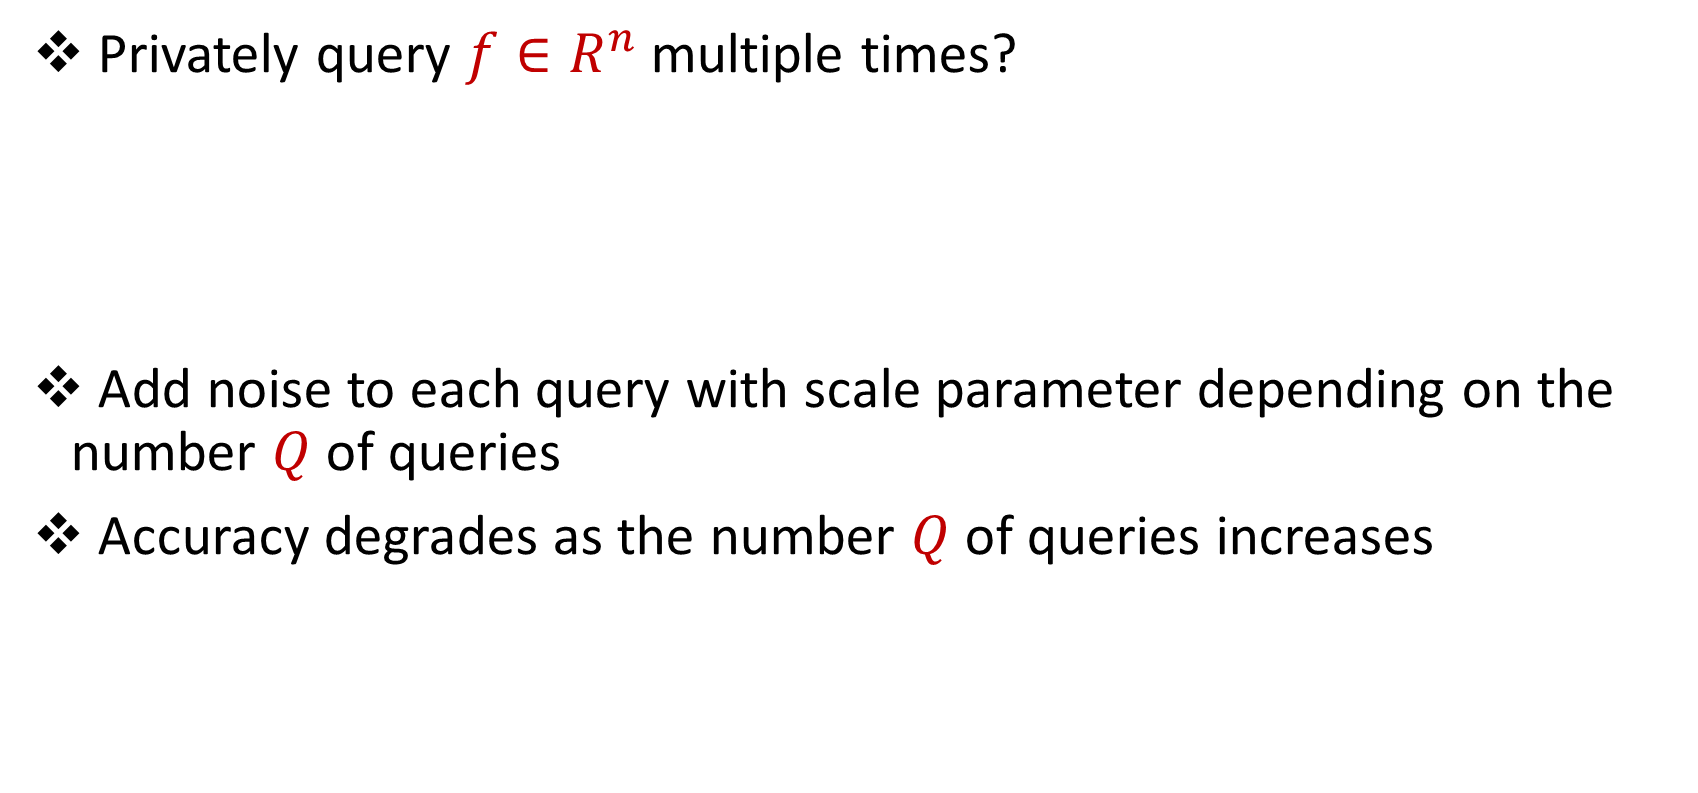 ❖ Privately query f ∈ Rⁿ multiple times?
❖ Add noise to each query with scale parameter depending on the
number Q of queries
❖ Accuracy degrades as the number Q of queries increases